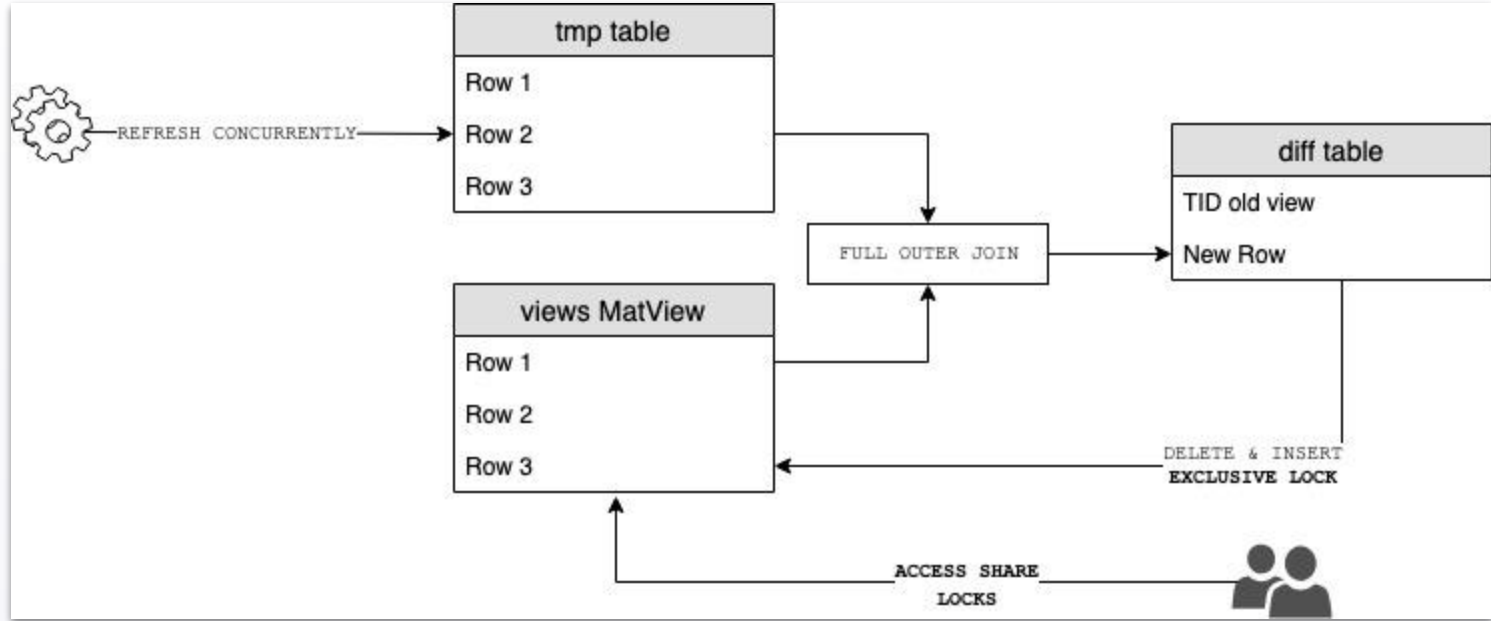 tmp table
Row 1
REFRESH CONCURRENTLY
Row 2
Row 3
diff table
TID old view
New Row
FULL OUTER JOIN
views MatView
Row 1
Row 2
Row 3
DELETE & INSERT
EXCLUSIVE LOCK
ACCESS SHARE
LOCKS